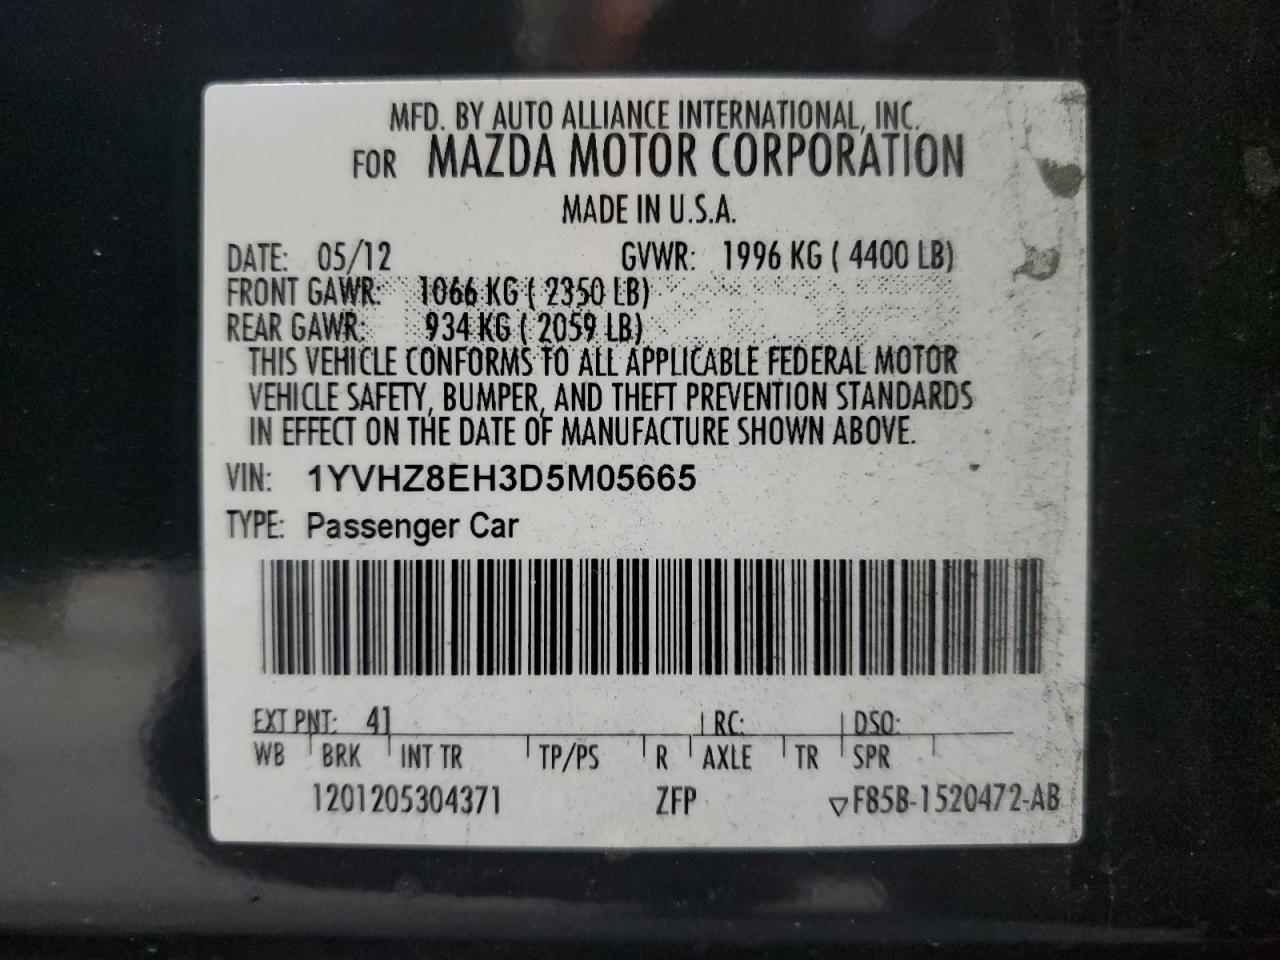 MFD. BY AUTO ALLIANCE INTERNATIONAL, INC.
FOR MAZDA MOTOR CORPORATION
MADE IN U.S.A.
DATE: 05/12 GVWR: 1996 KG ( 4400 LB)
FRONT GAWR: 1066 KG ( 2350 LB)
REAR GAWR: 934 KG ( 2059 LB)
THIS VEHICLE CONFORMS TO ALL APPLICABLE FEDERAL MOTOR
VEHICLE SAFETY, BUMPER, AND THEFT PREVENTION STANDARDS
IN EFFECT ON THE DATE OF MANUFACTURE SHOWN ABOVE.
VIN: 1YVHZ8EH3D5M05665
TYPE: Passenger Car
EXT PNT: 41 RC: DSO:
WB BRK INT TR TP/PS R AXLE TR SPR
1201205304371 ZFP ▽F85B-1520472-AB